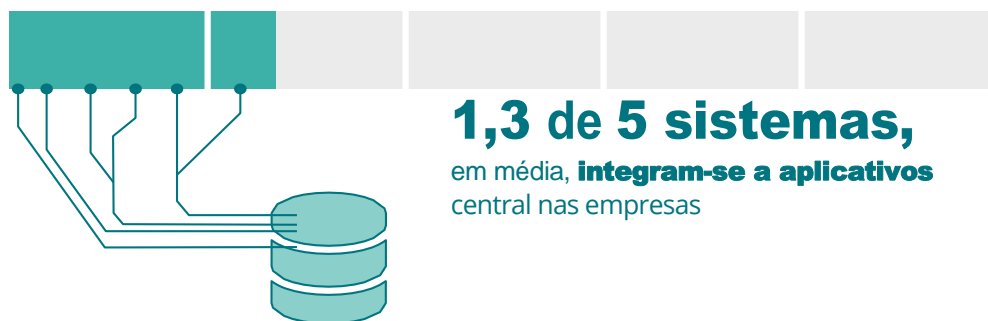 1,3 de 5 sistemas,
em média, integram-se a aplicativos
central nas empresas